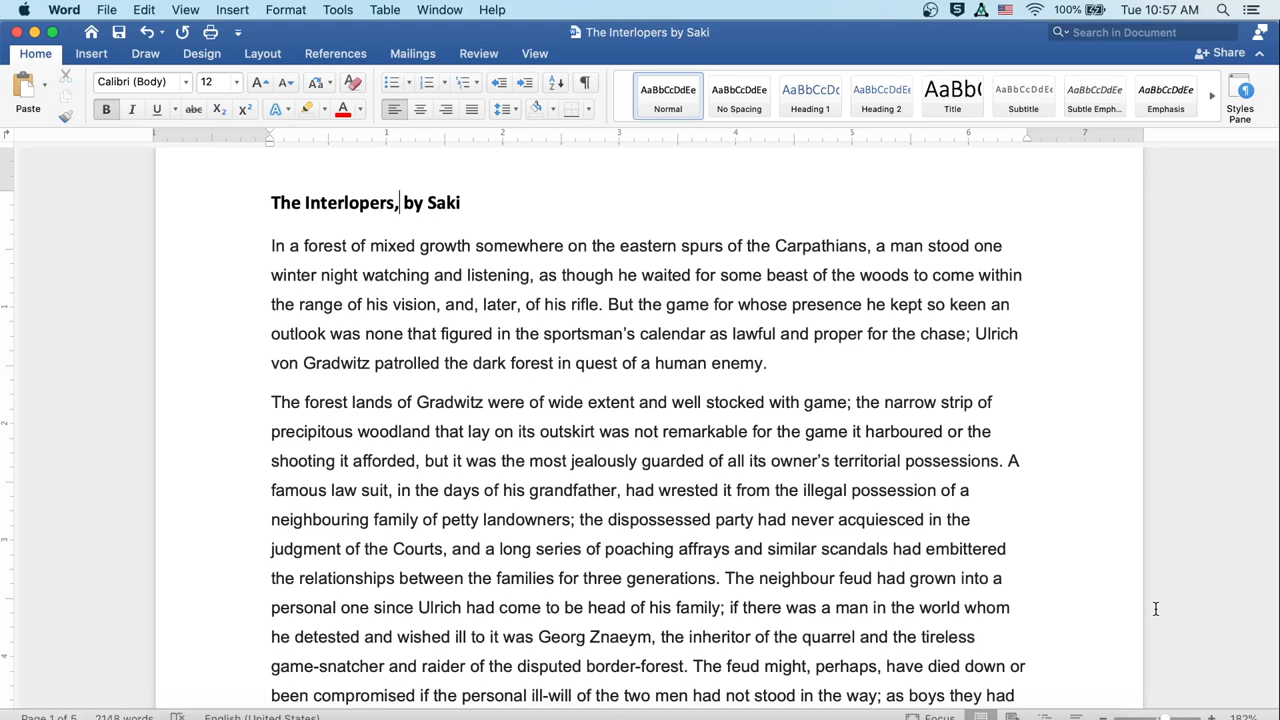 Word File Edit View Insert Format Tools Table Window Help 100% Tue 10:57 AM
The Interlopers by Saki Search in Document
Home Insert Draw Design Layout References Mailings Review View Share
Calibri (Body) 12
AaBbCcDdEe AaBbCcDdEe AaBbCcDc AaBbCcDdEe AaBbC AaBbCcDdEe AaBbCcDdEe AaBbCcDdEe
Paste B I U abc X₂ X² A A Normal No Spacing Heading 1 Heading 2 Title Subtitle Subtle Emph... Emphasis Styles Pane
1 1 2 3 4 5 6 7
The Interlopers, by Saki
In a forest of mixed growth somewhere on the eastern spurs of the Carpathians, a man stood one
winter night watching and listening, as though he waited for some beast of the woods to come within
the range of his vision, and, later, of his rifle. But the game for whose presence he kept so keen an
outlook was none that figured in the sportsman’s calendar as lawful and proper for the chase; Ulrich
von Gradwitz patrolled the dark forest in quest of a human enemy.
The forest lands of Gradwitz were of wide extent and well stocked with game; the narrow strip of
precipitous woodland that lay on its outskirt was not remarkable for the game it harboured or the
shooting it afforded, but it was the most jealously guarded of all its owner’s territorial possessions. A
famous law suit, in the days of his grandfather, had wrested it from the illegal possession of a
neighbouring family of petty landowners; the dispossessed party had never acquiesced in the
judgment of the Courts, and a long series of poaching affrays and similar scandals had embittered
the relationships between the families for three generations. The neighbour feud had grown into a
personal one since Ulrich had come to be head of his family; if there was a man in the world whom
he detested and wished ill to it was Georg Znaeym, the inheritor of the quarrel and the tireless
game-snatcher and raider of the disputed border-forest. The feud might, perhaps, have died down or
been compromised if the personal ill-will of the two men had not stood in the way; as boys they had
1 2 3 4
Page 1 of 5 2148 words English (United States) Focus 182%